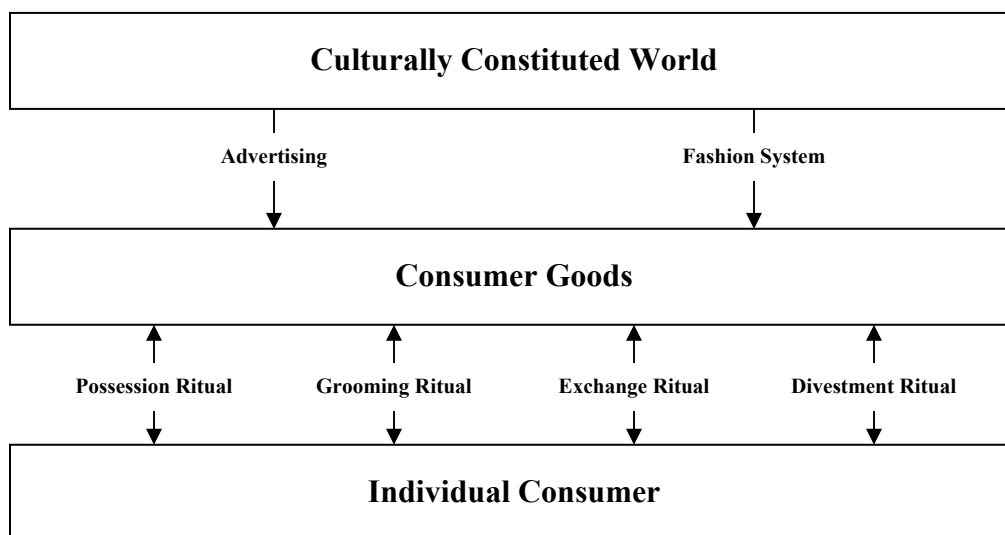 Culturally Constituted World
Advertising Fashion System
Consumer Goods
Possession Ritual Grooming Ritual Exchange Ritual Divestment Ritual
Individual Consumer